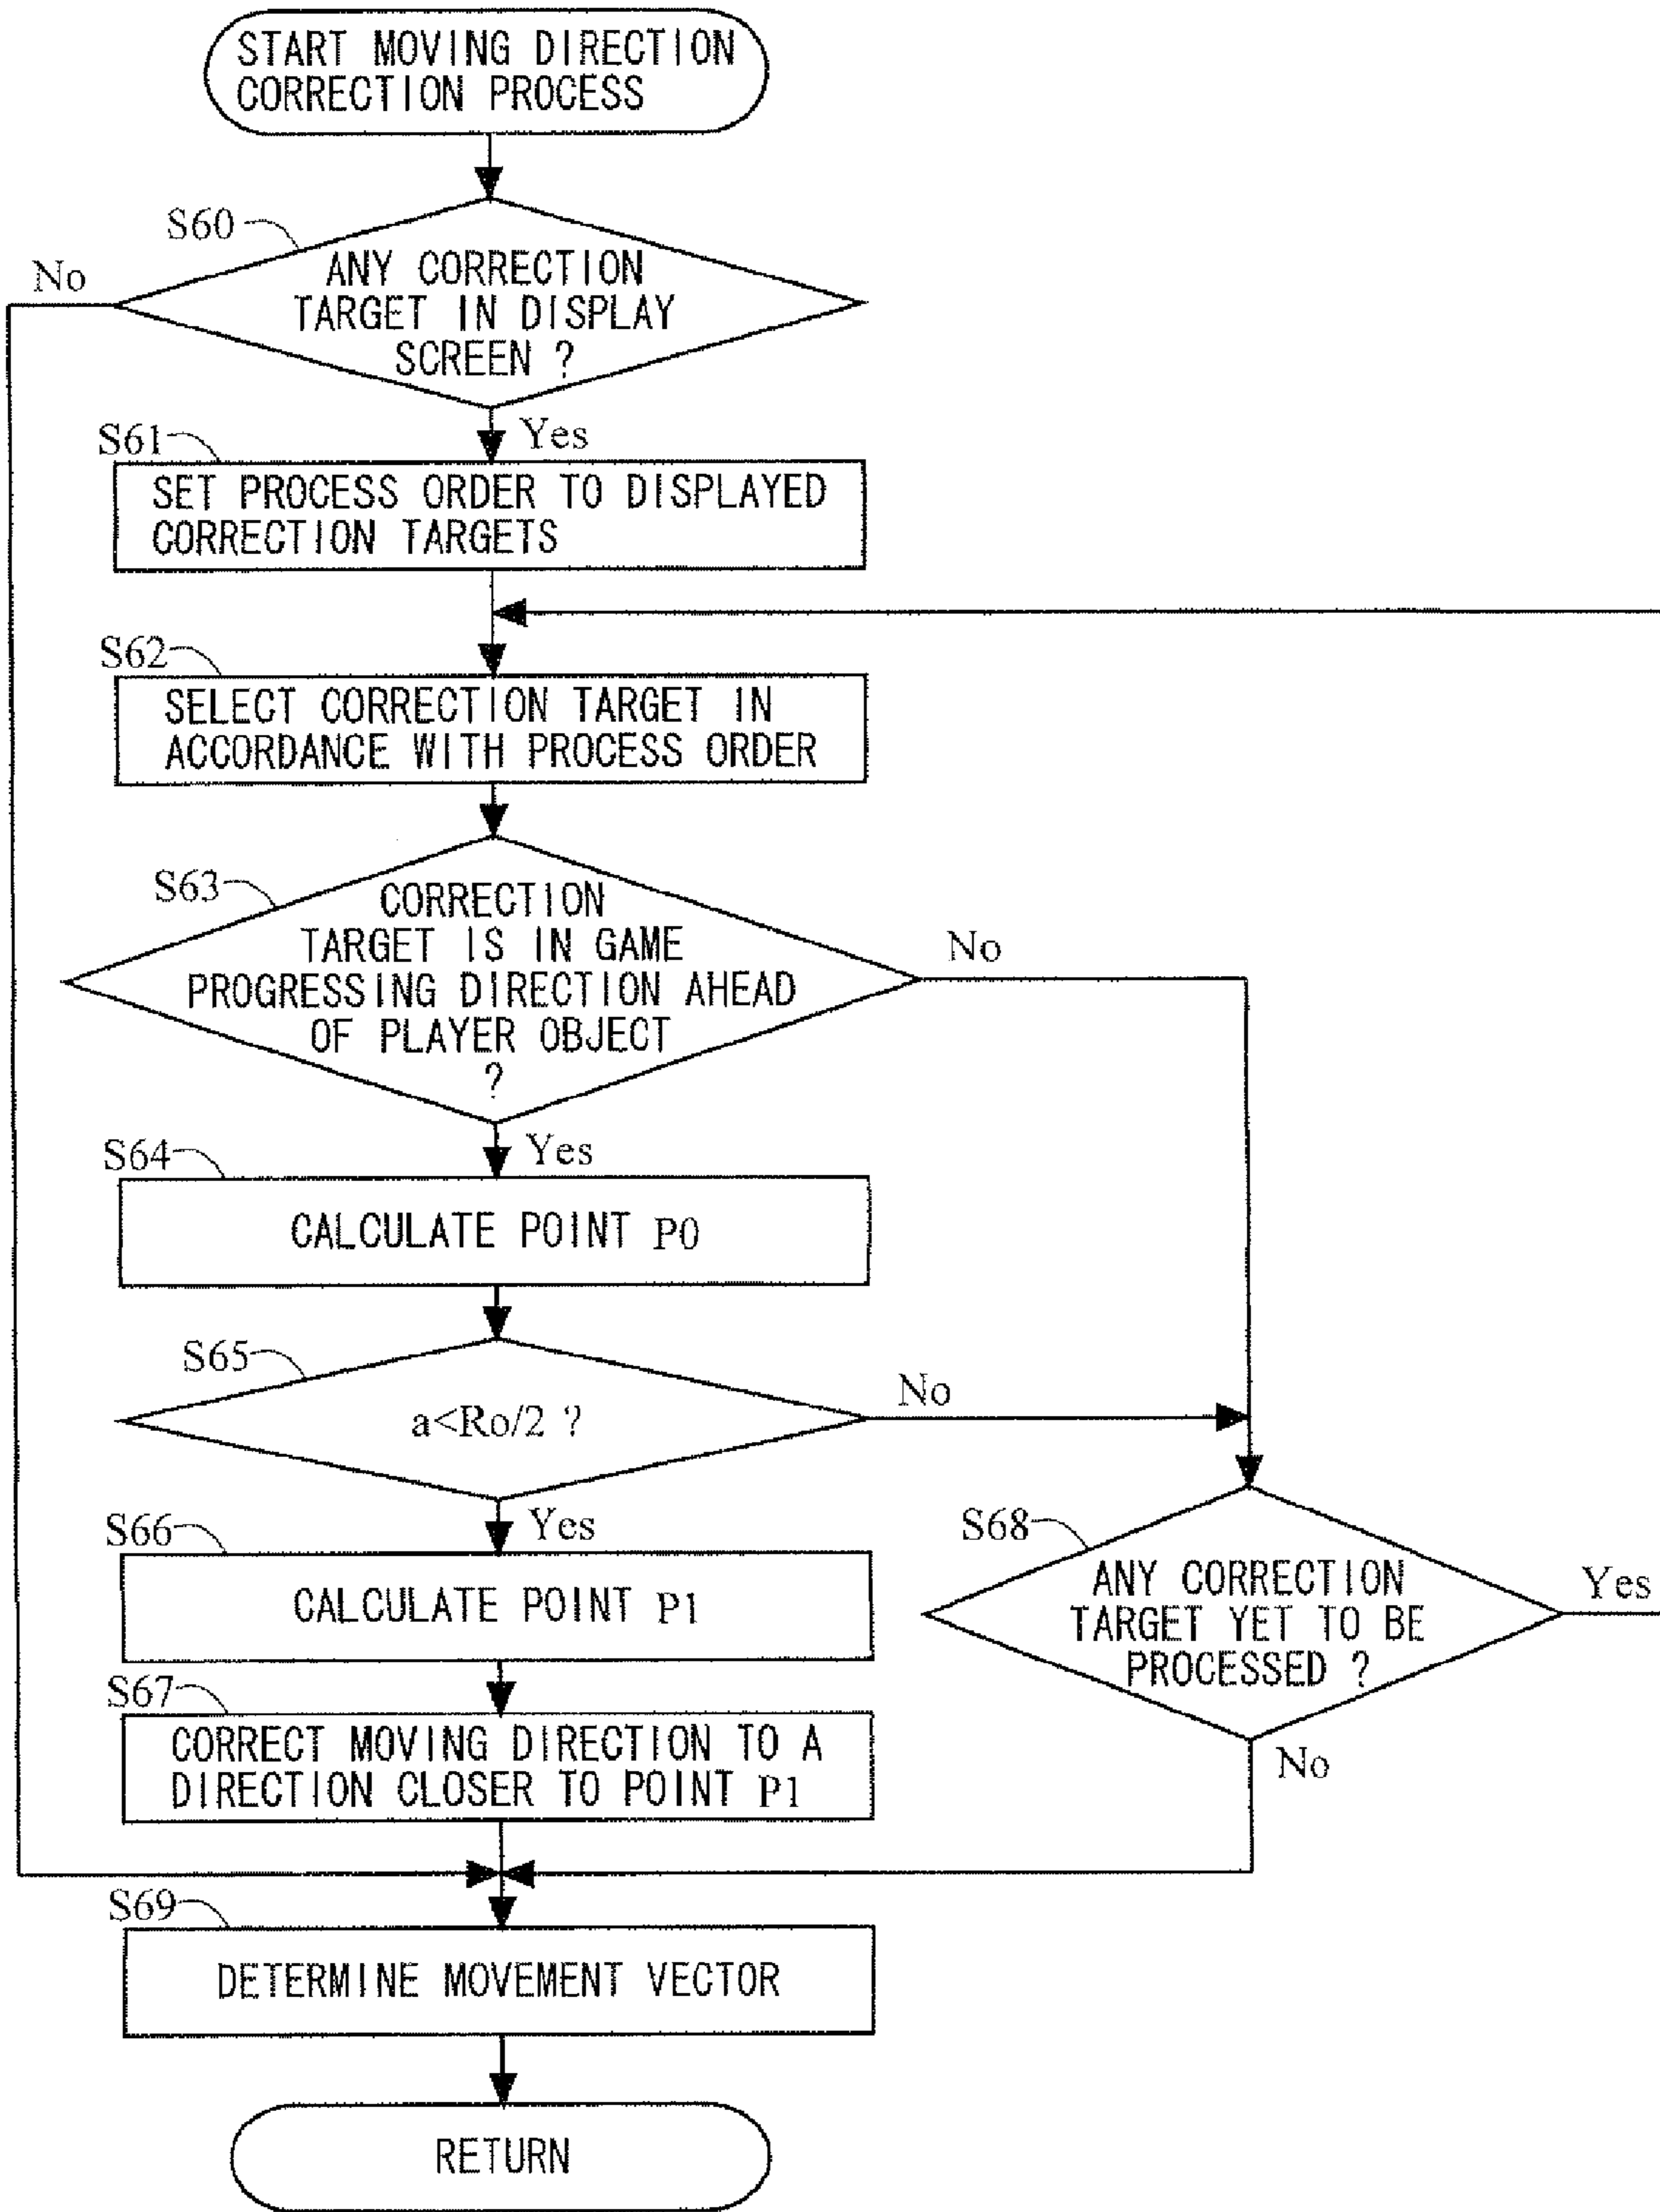 START MOVING DIRECTION
CORRECTION PROCESS
S60
No
ANY CORRECTION
TARGET IN DISPLAY
SCREEN ?
Yes
S61
SET PROCESS ORDER TO DISPLAYED
CORRECTION TARGETS
S62
SELECT CORRECTION TARGET IN
ACCORDANCE WITH PROCESS ORDER
S63
CORRECTION
TARGET IS IN GAME
PROGRESSING DIRECTION AHEAD
OF PLAYER OBJECT
?
No
Yes
S64
CALCULATE POINT P0
S65
a<Ro/2 ?
No
Yes
S66
CALCULATE POINT P1
S67
CORRECT MOVING DIRECTION TO A
DIRECTION CLOSER TO POINT P1
S68
ANY CORRECTION
TARGET YET TO BE
PROCESSED ?
Yes
No
S69
DETERMINE MOVEMENT VECTOR
RETURN